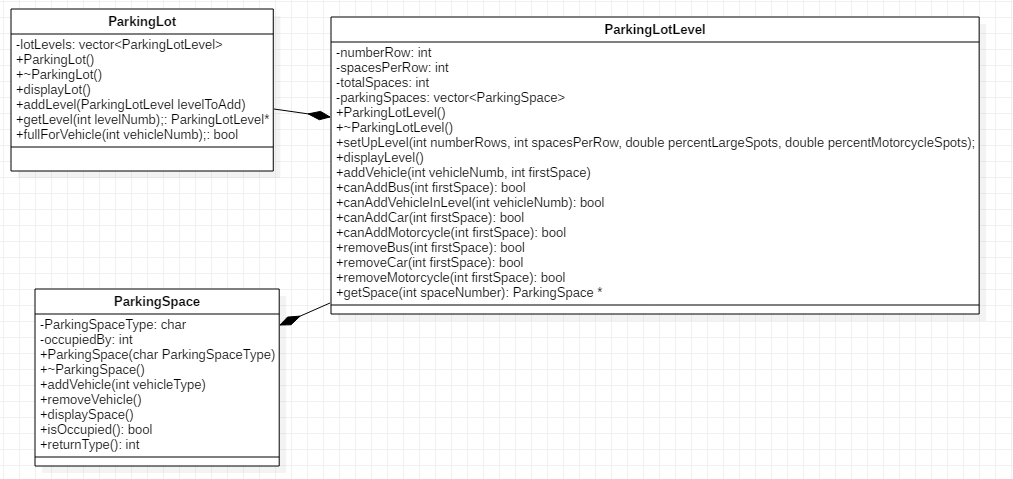 ParkingLot
-lotLevels: vector<ParkingLotLevel>
+ParkingLot()
+~ParkingLot()
+displayLot()
+addLevel(ParkingLotLevel levelToAdd)
+getLevel(int levelNumb);: ParkingLotLevel*
+fullForVehicle(int vehicleNumb);: bool
ParkingLotLevel
-numberRow: int
-spacesPerRow: int
-totalSpaces: int
-parkingSpaces: vector<ParkingSpace>
+ParkingLotLevel()
+~ParkingLotLevel()
+setUpLevel(int numberRows, int spacesPerRow, double percentLargeSpots, double percentMotorcycleSpots);
+displayLevel()
+addVehicle(int vehicleNumb, int firstSpace)
+canAddBus(int firstSpace): bool
+canAddVehicleInLevel(int vehicleNumb): bool
+canAddCar(int firstSpace): bool
+canAddMotorcycle(int firstSpace): bool
+removeBus(int firstSpace): bool
+removeCar(int firstSpace): bool
+removeMotorcycle(int firstSpace): bool
+getSpace(int spaceNumber): ParkingSpace *
ParkingSpace
-ParkingSpaceType: char
-occupiedBy: int
+ParkingSpace(char ParkingSpaceType)
+~ParkingSpace()
+addVehicle(int vehicleType)
+removeVehicle()
+displaySpace()
+isOccupied(): bool
+returnType(): int